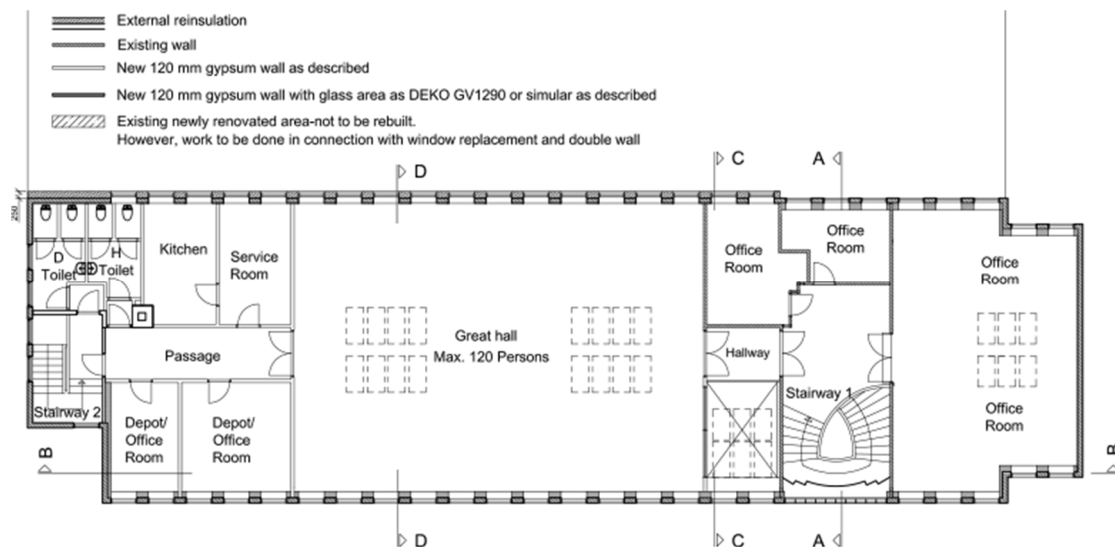 External reinsulation
Existing wall
New 120 mm gypsum wall as described
New 120 mm gypsum wall with glass area as DEKO GV1290 or simular as described
Existing newly renovated area-not to be rebuilt.
However, work to be done in connection with window replacement and double wall
D
C
A
250
D
Toilet
H
Toilet
Kitchen
Service
Room
Office
Room
Office
Room
Office
Room
Great hall
Max. 120 Persons
Passage
Hallway
Stairway 1
Stairway 2
Depot/
Office
Room
Depot/
Office
Room
Office
Room
B
B
D
C
A